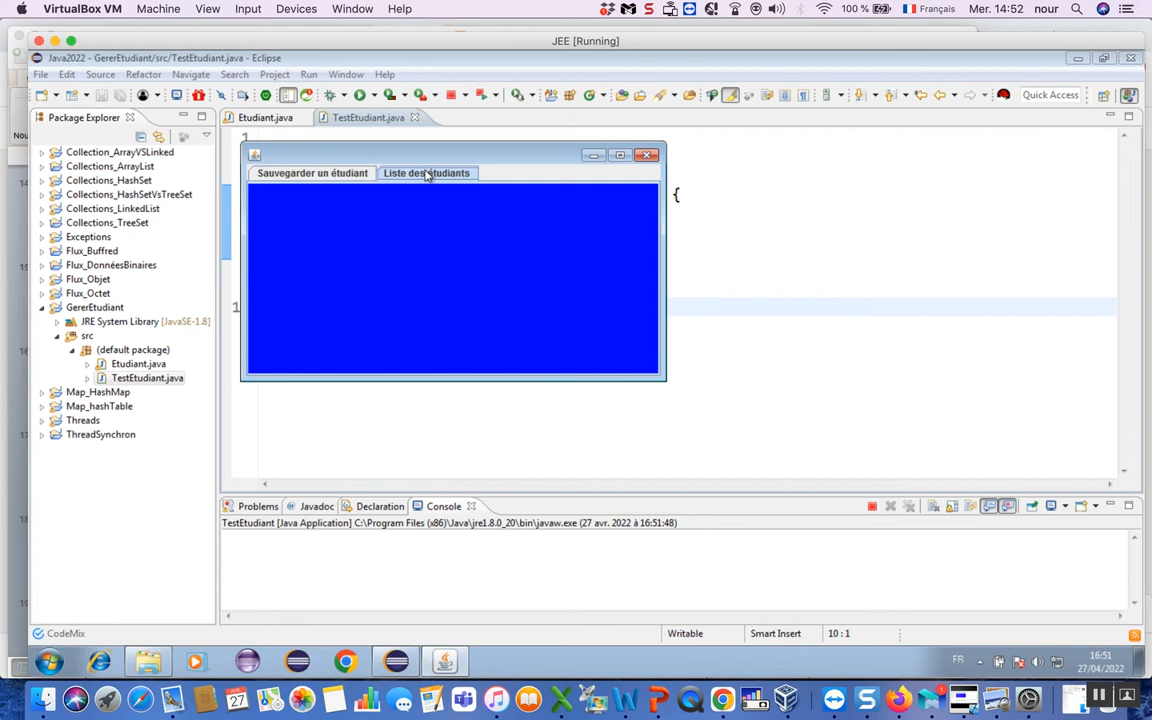 VirtualBox VM Machine View Input Devices Window Help 100 % Français Mer. 14:52 nour
JEE [Running]
Java2022 - GererEtudiant/src/TestEtudiant.java - Eclipse
File Edit Source Refactor Navigate Search Project Run Window Help
Quick Access
Package Explorer
Etudiant.java TestEtudiant.java
1
Collection_ArrayVSLinked
Collections_ArrayList
Collections_HashSet
Collections_HashSetVsTreeSet
Collections_LinkedList
Collections_TreeSet
Exceptions
Flux_Buffred
Flux_DonnéesBinaires
Flux_Objet
Flux_Octet
GererEtudiant
JRE System Library [JavaSE-1.8]
src
(default package)
Etudiant.java
TestEtudiant.java
Map_HashMap
Map_hashTable
Threads
ThreadSynchron
Sauvegarder un étudiant Liste des étudiants
{
1
Problems Javadoc Declaration Console
TestEtudiant [Java Application] C:\Program Files (x86)\Java\jre1.8.0_20\bin\javaw.exe (27 avr. 2022 à 16:51:48)
CodeMix
Writable Smart Insert 10 : 1
FR 16:51
27/04/2022